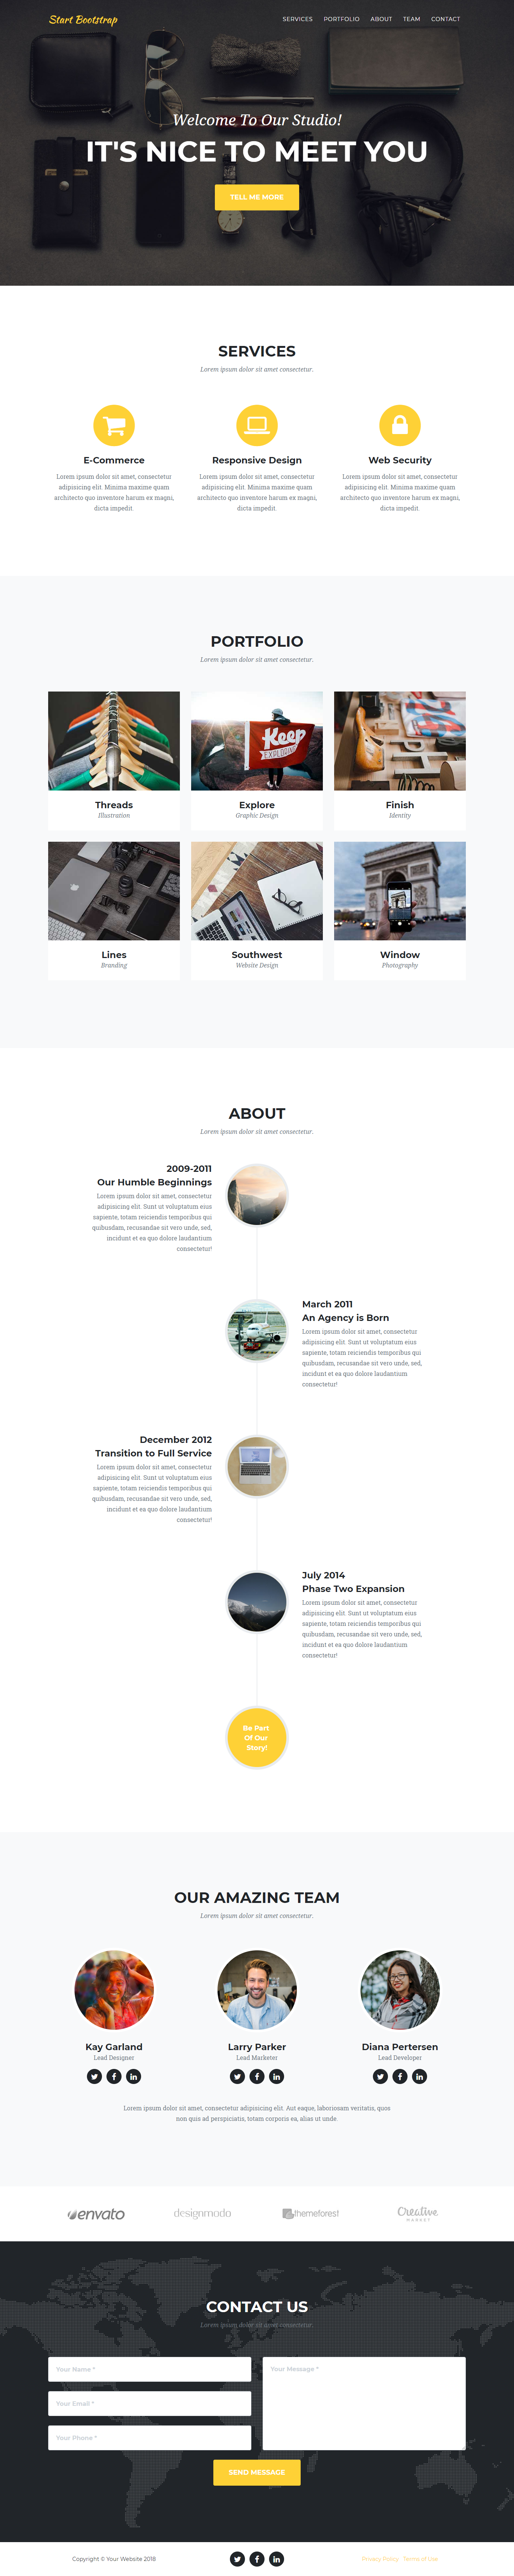 Start Bootstrap
SERVICES PORTFOLIO ABOUT TEAM CONTACT
Welcome To Our Studio!
IT'S NICE TO MEET YOU
TELL ME MORE
SERVICES
Lorem ipsum dolor sit amet consectetur.
E-Commerce
Lorem ipsum dolor sit amet, consectetur
adipisicing elit. Minima maxime quam
architecto quo inventore harum ex magni,
dicta impedit.
Responsive Design
Lorem ipsum dolor sit amet, consectetur
adipisicing elit. Minima maxime quam
architecto quo inventore harum ex magni,
dicta impedit.
Web Security
Lorem ipsum dolor sit amet, consectetur
adipisicing elit. Minima maxime quam
architecto quo inventore harum ex magni,
dicta impedit.
PORTFOLIO
Lorem ipsum dolor sit amet consectetur.
Threads
Illustration
Keep
EXPLORING
Explore
Graphic Design
Finish
Identity
Lines
Branding
Southwest
Website Design
Window
Photography
ABOUT
Lorem ipsum dolor sit amet consectetur.
2009-2011
Our Humble Beginnings
Lorem ipsum dolor sit amet, consectetur
adipisicing elit. Sunt ut voluptatum eius
sapiente, totam reiciendis temporibus qui
quibusdam, recusandae sit vero unde, sed,
incidunt et ea quo dolore laudantium
consectetur!
March 2011
An Agency is Born
Lorem ipsum dolor sit amet, consectetur
adipisicing elit. Sunt ut voluptatum eius
sapiente, totam reiciendis temporibus qui
quibusdam, recusandae sit vero unde, sed,
incidunt et ea quo dolore laudantium
consectetur!
December 2012
Transition to Full Service
Lorem ipsum dolor sit amet, consectetur
adipisicing elit. Sunt ut voluptatum eius
sapiente, totam reiciendis temporibus qui
quibusdam, recusandae sit vero unde, sed,
incidunt et ea quo dolore laudantium
consectetur!
July 2014
Phase Two Expansion
Lorem ipsum dolor sit amet, consectetur
adipisicing elit. Sunt ut voluptatum eius
sapiente, totam reiciendis temporibus qui
quibusdam, recusandae sit vero unde, sed,
incidunt et ea quo dolore laudantium
consectetur!
Be Part
Of Our
Story!
OUR AMAZING TEAM
Lorem ipsum dolor sit amet consectetur.
Kay Garland
Lead Designer
Larry Parker
Lead Marketer
Diana Pertersen
Lead Developer
Lorem ipsum dolor sit amet, consectetur adipisicing elit. Aut eaque, laboriosam veritatis, quos
non quis ad perspiciatis, totam corporis ea, alias ut unde.
envato
designmodo
themeforest
Creative
MARKET
CONTACT US
Lorem ipsum dolor sit amet consectetur.
Your Name *
Your Email *
Your Phone *
Your Message *
SEND MESSAGE
Copyright © Your Website 2018
Privacy Policy Terms of Use